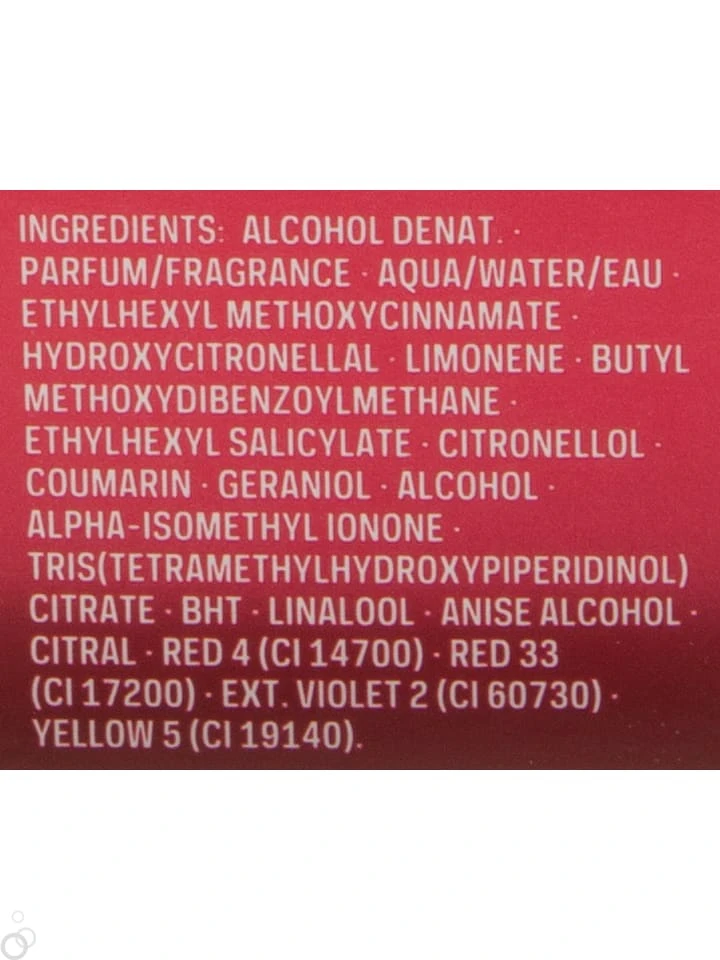 INGREDIENTS: ALCOHOL DENAT. ·
PARFUM/FRAGRANCE · AQUA/WATER/EAU ·
ETHYLHEXYL METHOXYCINNAMATE ·
HYDROXYCITRONELLAL · LIMONENE · BUTYL
METHOXYDIBENZOYLMETHANE ·
ETHYLHEXYL SALICYLATE · CITRONELLOL ·
COUMARIN · GERANIOL · ALCOHOL ·
ALPHA-ISOMETHYL IONONE ·
TRIS(TETRAMETHYLHYDROXYPIPERIDINOL)
CITRATE · BHT · LINALOOL · ANISE ALCOHOL ·
CITRAL · RED 4 (CI 14700) · RED 33
(CI 17200) · EXT. VIOLET 2 (CI 60730) ·
YELLOW 5 (CI 19140).